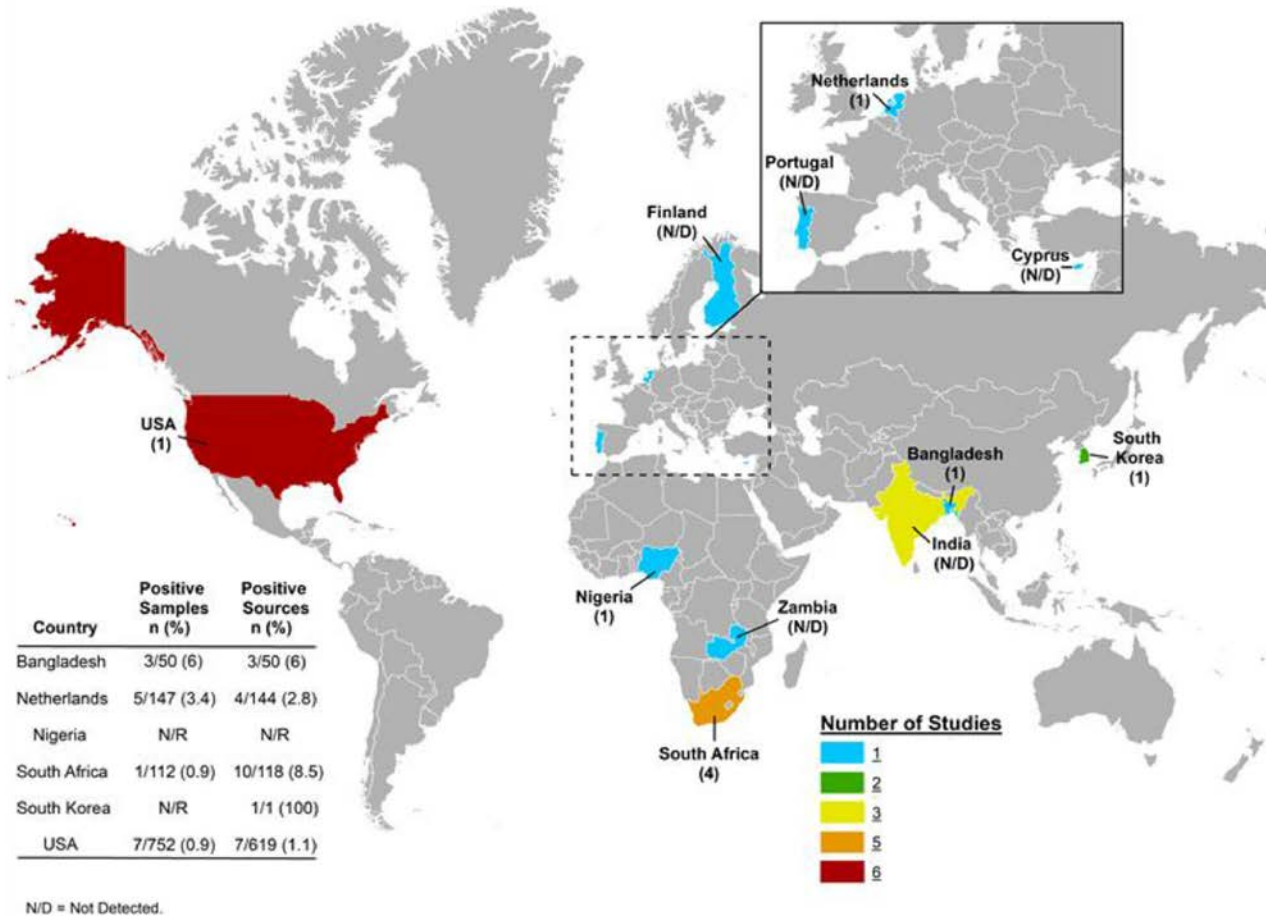 Netherlands
(1)
Portugal
(N/D)
Cyprus
(N/D)
Finland
(N/D)
USA
(1)
Bangladesh
(1)
South
Korea
(1)
India
(N/D)
Nigeria
(1)
Zambia
(N/D)
South Africa
(4)
Country Positive Samples n (%) Positive Sources n (%)
Bangladesh 3/50 (6) 3/50 (6)
Netherlands 5/147 (3.4) 4/144 (2.8)
Nigeria N/R N/R
South Africa 1/112 (0.9) 10/118 (8.5)
South Korea N/R 1/1 (100)
USA 7/752 (0.9) 7/619 (1.1)
N/D = Not Detected.
Number of Studies
1
2
3
5
6